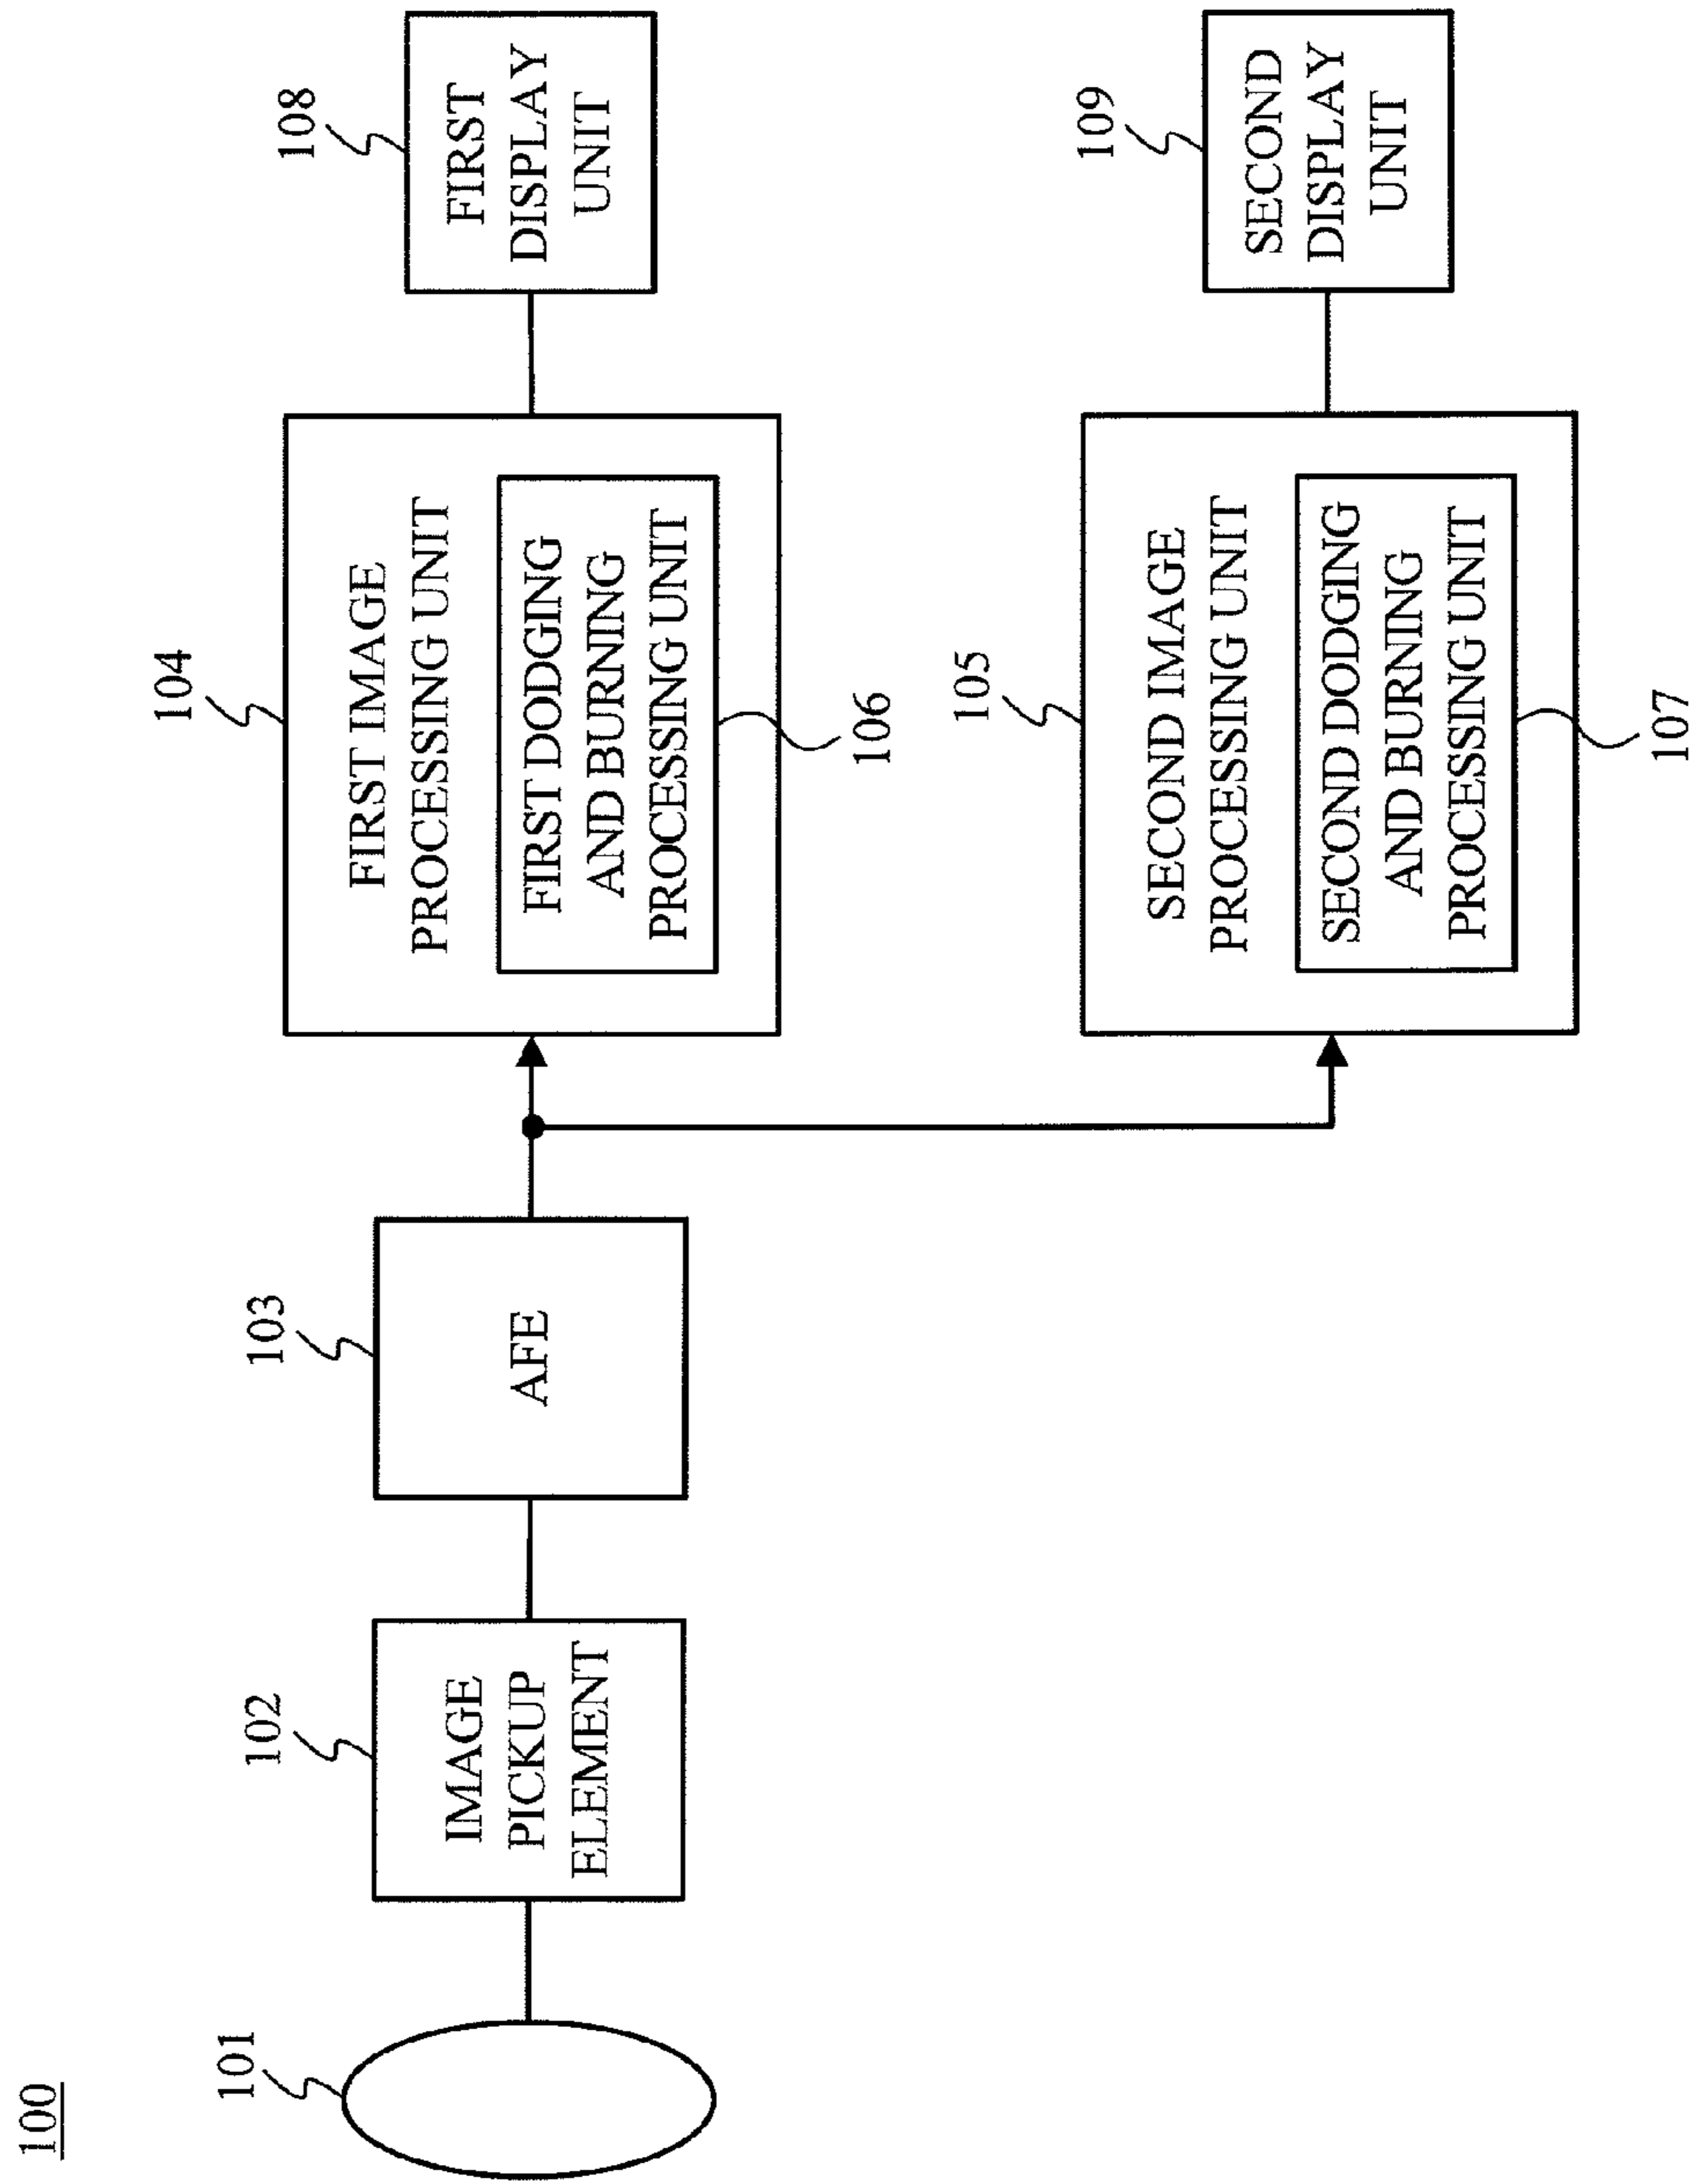 100
101
102
IMAGE
PICKUP
ELEMENT
103
AFE
104
FIRST IMAGE
PROCESSING UNIT
FIRST DODGING
AND BURNING
PROCESSING UNIT
106
108
FIRST
DISPLAY
UNIT
105
SECOND IMAGE
PROCESSING UNIT
SECOND DODGING
AND BURNING
PROCESSING UNIT
107
109
SECOND
DISPLAY
UNIT